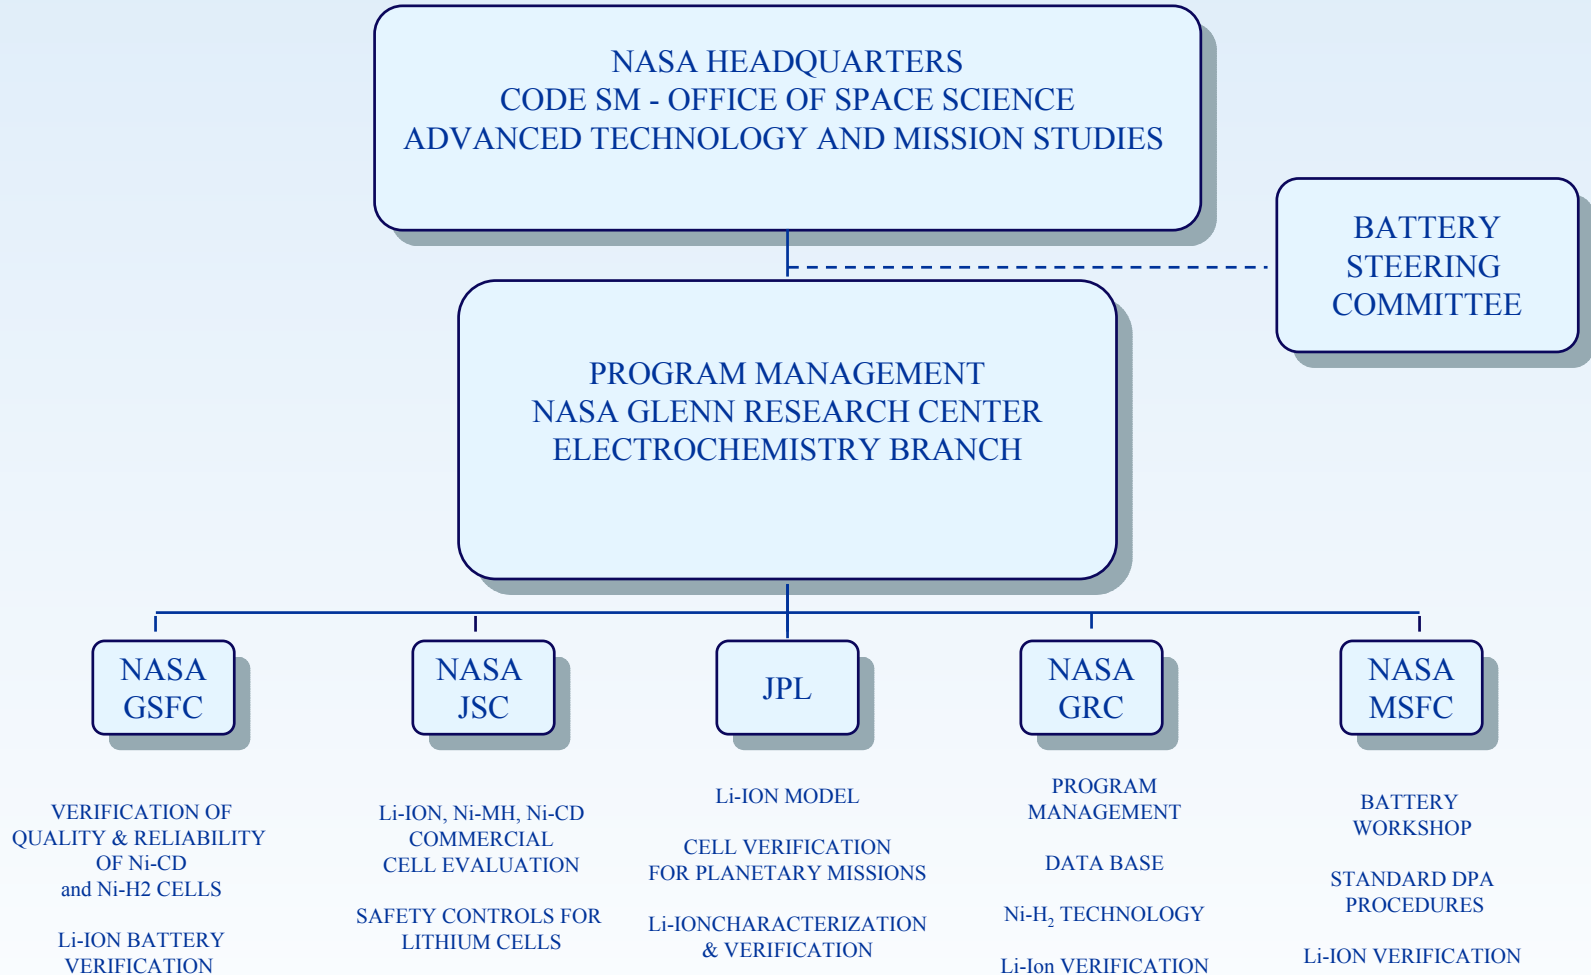 NASA HEADQUARTERS
CODE SM - OFFICE OF SPACE SCIENCE
ADVANCED TECHNOLOGY AND MISSION STUDIES
BATTERY
STEERING
COMMITTEE
PROGRAM MANAGEMENT
NASA GLENN RESEARCH CENTER
ELECTROCHEMISTRY BRANCH
NASA
GSFC
NASA
JSC
JPL
NASA
GRC
NASA
MSFC
VERIFICATION OF
QUALITY & RELIABILITY
OF Ni-CD
and Ni-H2 CELLS
Li-ION BATTERY
VERIFICATION
Li-ION, Ni-MH, Ni-CD
COMMERCIAL
CELL EVALUATION
SAFETY CONTROLS FOR
LITHIUM CELLS
Li-ION MODEL
CELL VERIFICATION
FOR PLANETARY MISSIONS
Li-IONCHARACTERIZATION
& VERIFICATION
PROGRAM
MANAGEMENT
DATA BASE
Ni-H₂ TECHNOLOGY
Li-Ion VERIFICATION
BATTERY
WORKSHOP
STANDARD DPA
PROCEDURES
Li-ION VERIFICATION